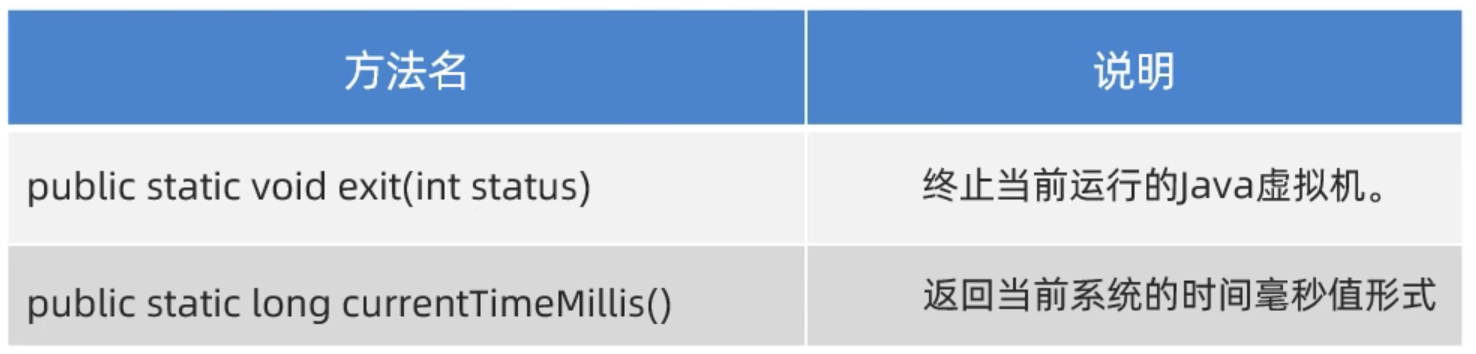 方法名 说明
public static void exit(int status) 终止当前运行的Java虚拟机。
public static long currentTimeMillis() 返回当前系统的时间毫秒值形式